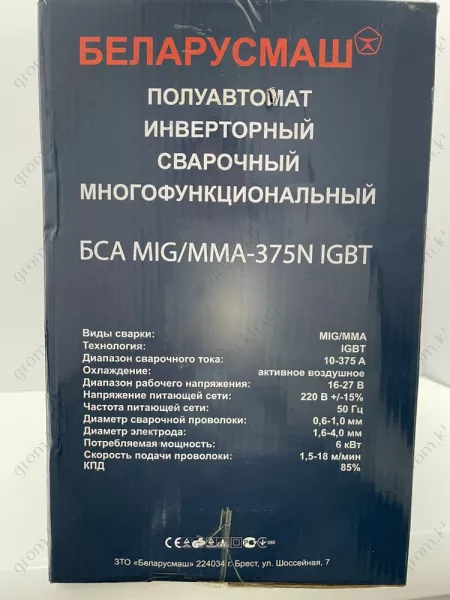 БЕЛАРУСМАШ
ПОЛУАВТОМАТ
ИНВЕРТОРНЫЙ
СВАРОЧНЫЙ
МНОГОФУНКЦИОНАЛЬНЫЙ
БСА MIG/MMA-375N IGBT
Виды сварки: MIG/MMA
Технология: IGBT
Диапазон сварочного тока: 10-375 А
Охлаждение: активное воздушное
Диапазон рабочего напряжения: 16-27 В
Напряжение питающей сети: 220 В +/-15%
Частота питающей сети: 50 Гц
Диаметр сварочной проволоки: 0,6-1,0 мм
Диаметр электрода: 1,6-4,0 мм
Потребляемая мощность: 6 кВт
Скорость подачи проволоки: 1,5-18 м/мин
КПД 85%
ЗТО «Беларусмаш» 224034 г. Брест, ул. Шоссейная, 7